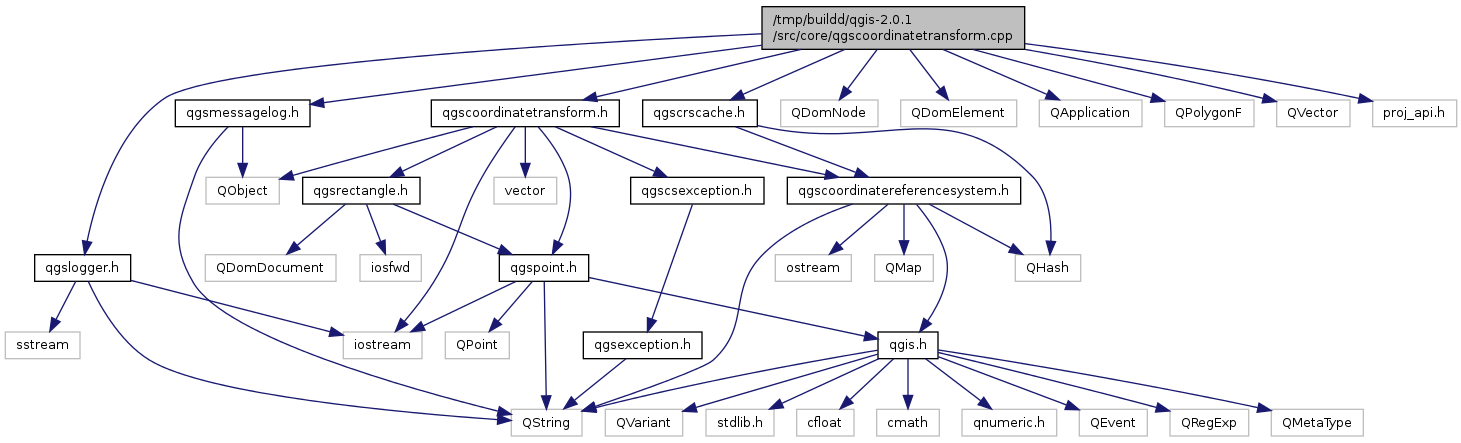 /tmp/buildd/qgis-2.0.1
/src/core/qgscoordinatetransform.cpp
qgsmessagelog.h
qgscoordinatetransform.h
qgscrscache.h
QDomNode
QDomElement
QApplication
QPolygonF
QVector
proj_api.h
QObject
qgsrectangle.h
vector
qgscsexception.h
qgscoordinatereferencesystem.h
qgslogger.h
QDomDocument
iosfwd
qgspoint.h
ostream
QMap
QHash
sstream
iostream
QPoint
qgsexception.h
qgis.h
QString
QVariant
stdlib.h
cfloat
cmath
qnumeric.h
QEvent
QRegExp
QMetaType